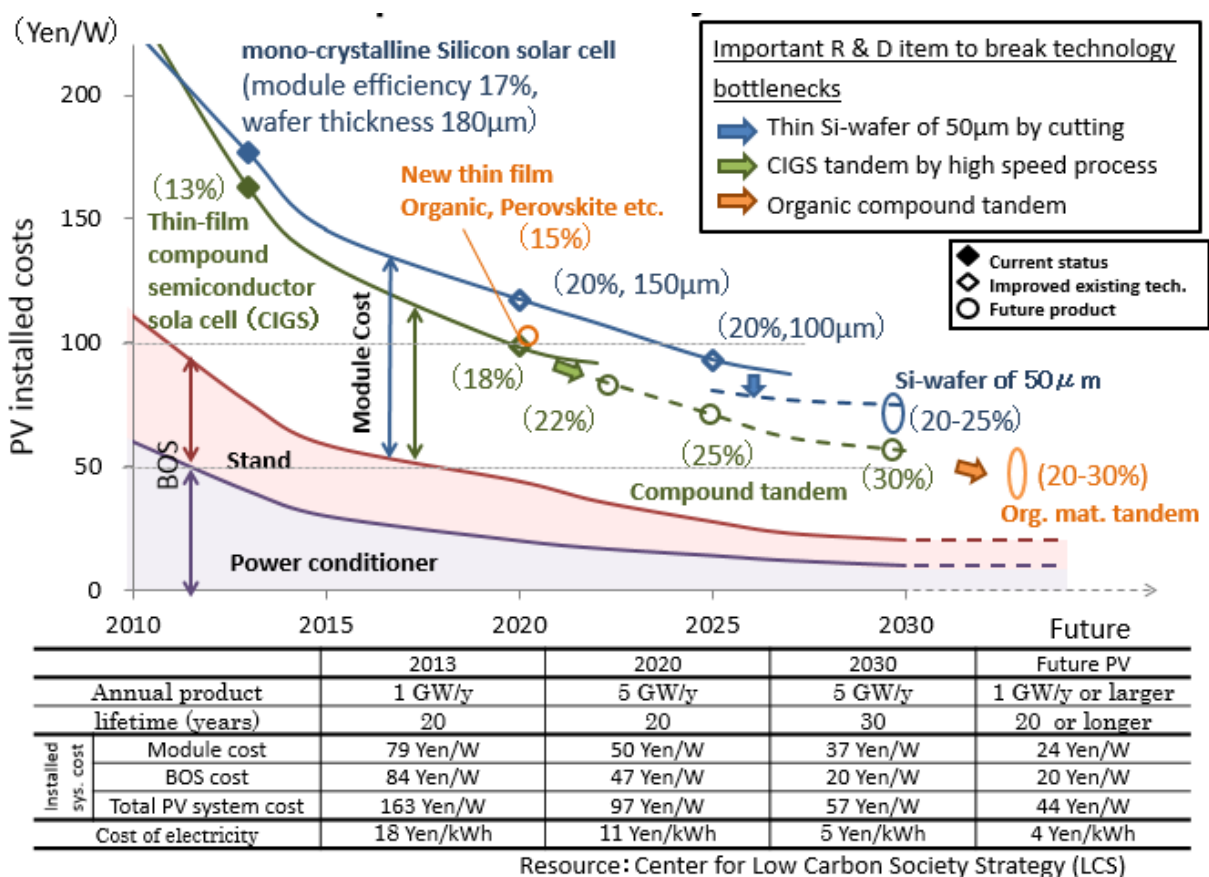 (Yen/W)
mono-crystalline Silicon solar cell
(module efficiency 17%,
wafer thickness 180μm)
Important R & D item to break technology
bottlenecks
Thin Si-wafer of 50μm by cutting
CIGS tandem by high speed process
Organic compound tandem
Current status
Improved existing tech.
Future product
PV installed costs
200
150
100
50
0
(13%)
Thin-film
compound
semiconductor
sola cell (CIGS)
New thin film
Organic, Perovskite etc.
(15%)
(20%, 150μm)
(20%,100μm)
Module Cost
(18%)
(22%)
(25%)
(30%)
Si-wafer of 50μm
(20-25%)
Compound tandem
(20-30%)
Org. mat. tandem
BOS
Stand
Power conditioner
2010 2015 2020 2025 2030 Future
2013 2020 2030 Future PV
Annual product 1 GW/y 5 GW/y 5 GW/y 1 GW/y or larger
lifetime (years) 20 20 30 20 or longer
Installed
sys. cost
Module cost 79 Yen/W 50 Yen/W 37 Yen/W 24 Yen/W
BOS cost 84 Yen/W 47 Yen/W 20 Yen/W 20 Yen/W
Total PV system cost 163 Yen/W 97 Yen/W 57 Yen/W 44 Yen/W
Cost of electricity 18 Yen/kWh 11 Yen/kWh 5 Yen/kWh 4 Yen/kWh
Resource：Center for Low Carbon Society Strategy (LCS)